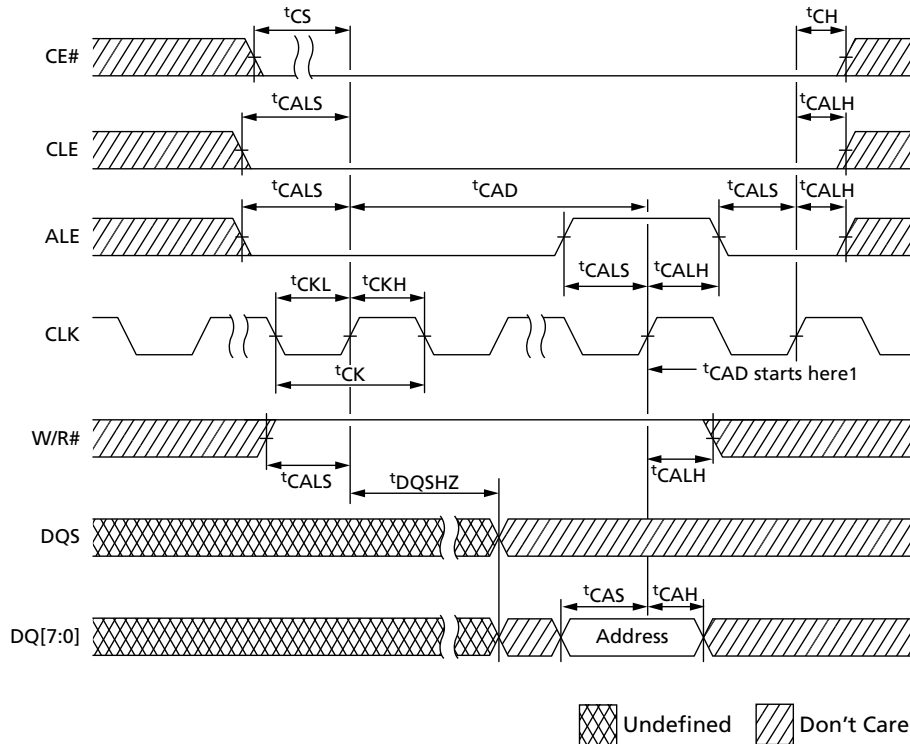 tCS tCH
CE#
tCALS tCALH
CLE
tCALS tCAD tCALS tCALH
ALE
tCALS tCALH
tCKL tCKH
CLK
tCK tCAD starts here1
W/R#
tCALS tDQSHZ tCALH
DQS
tCAS tCAH
DQ[7:0] Address
Undefined Don't Care